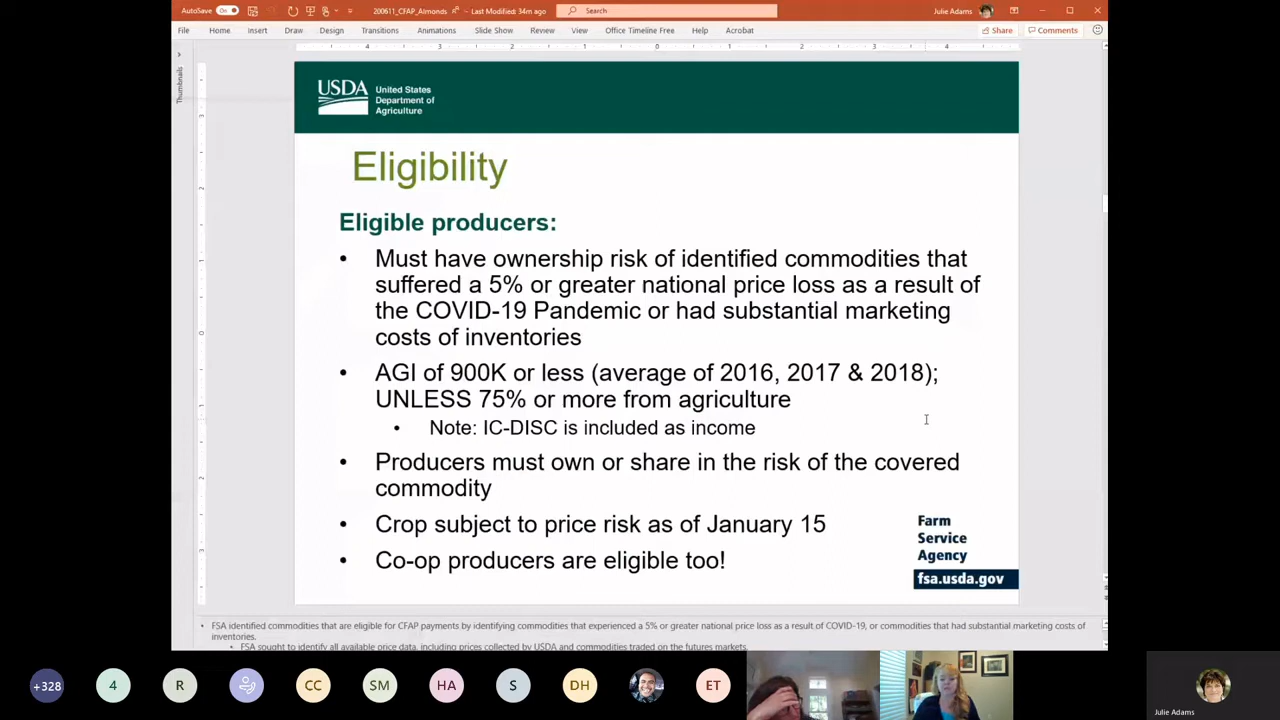 AutoSave
On
200611_CFAP_Almonds
Last Modified: 34m ago
Search
Julie Adams
File
Home
Insert
Draw
Design
Transitions
Animations
Slide Show
Review
View
Office Timeline Free
Help
Acrobat
Share
Comments
Thumbnails
USDA
United States
Department of
Agriculture
Eligibility
Eligible producers:
• Must have ownership risk of identified commodities that
suffered a 5% or greater national price loss as a result of
the COVID-19 Pandemic or had substantial marketing
costs of inventories
• AGI of 900K or less (average of 2016, 2017 & 2018);
UNLESS 75% or more from agriculture
• Note: IC-DISC is included as income
• Producers must own or share in the risk of the covered
commodity
• Crop subject to price risk as of January 15
• Co-op producers are eligible too!
Farm
Service
Agency
fsa.usda.gov
• FSA identified commodities that are eligible for CFAP payments by identifying commodities that experienced a 5% or greater national price loss as a result of COVID-19, or commodities that had substantial marketing costs of
inventories.
• FSA sought to identify all available price data, including prices collected by USDA and commodities traded on the futures markets.
+328
4
R
CC
SM
HA
S
DH
ET
Julie Adams